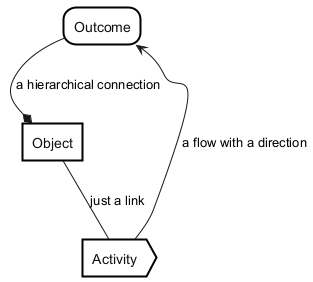 Outcome
a hierarchical connection
Object
a flow with a direction
just a link
Activity